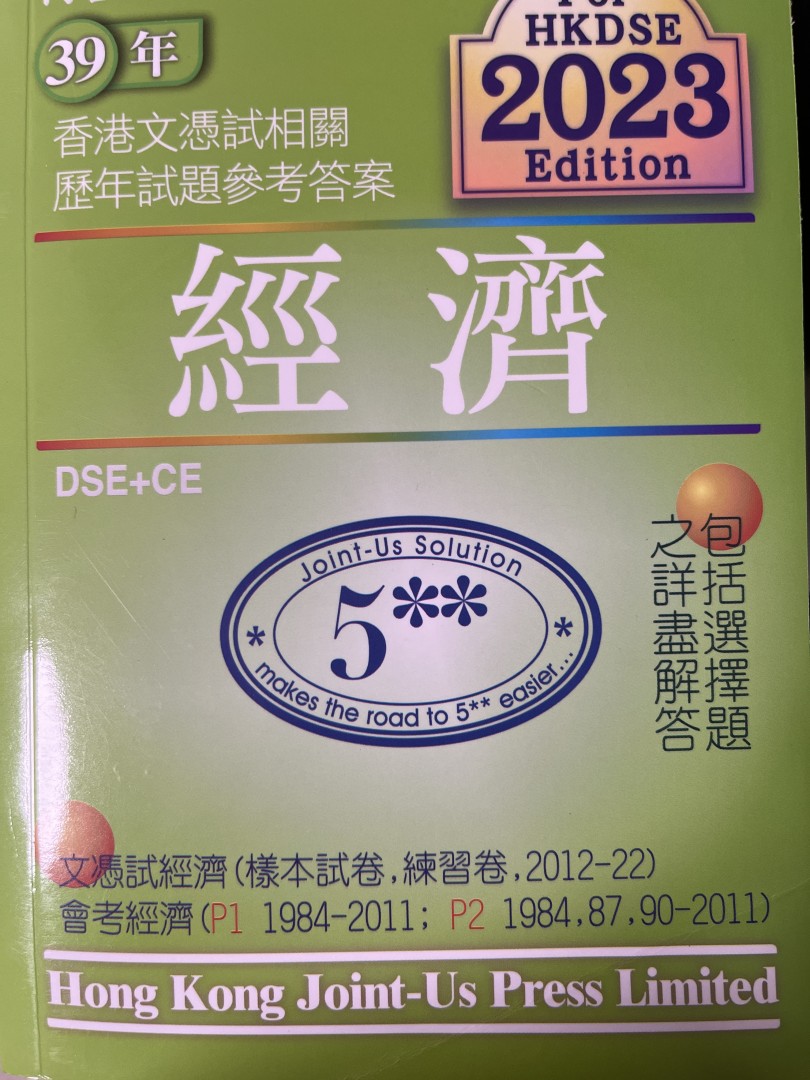 39年
For
HKDSE
2023
Edition
香港文憑試相關
歷年試題參考答案
經濟
DSE+CE
Joint-Us Solution
5**
makes the road to 5** easier...
包括選擇題
之詳盡解答
文憑試經濟(樣本試卷,練習卷,2012-22)
會考經濟(P1 1984-2011; P2 1984,87,90-2011)
Hong Kong Joint-Us Press Limited